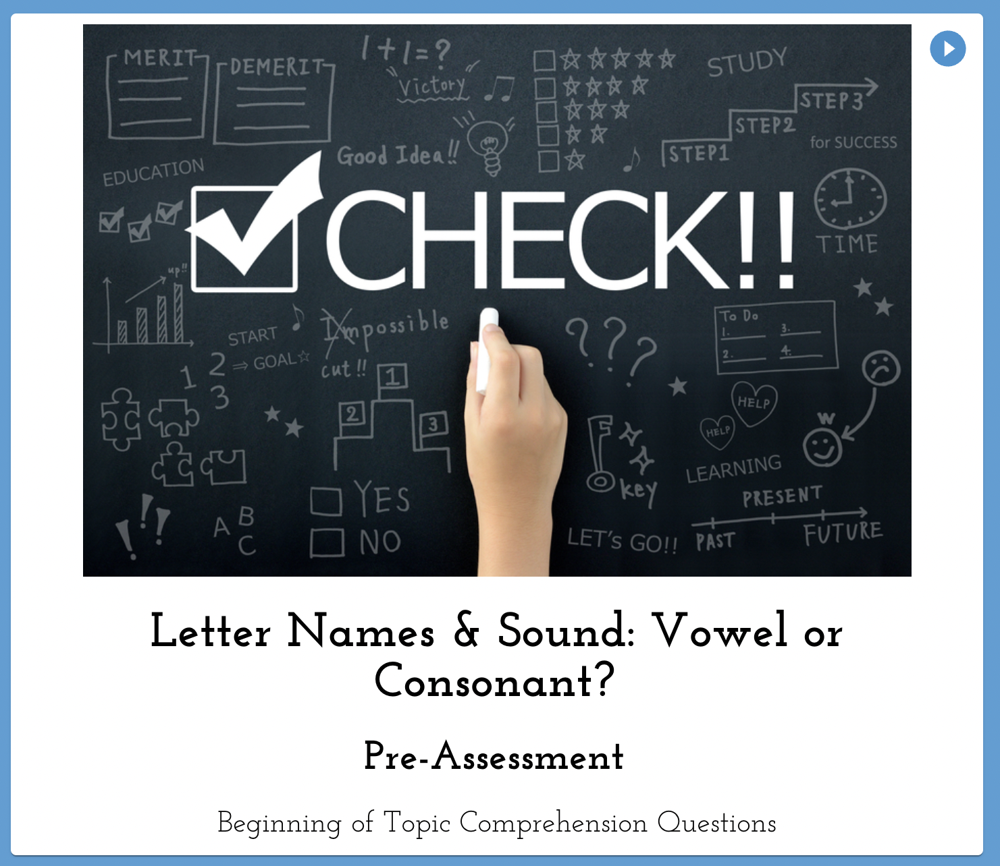 MERIT
DEMERIT
1+1=?
Victory
STUDY
STEP1
STEP2
STEP3
for SUCCESS
Good Idea!!
EDUCATION
CHECK!!
TIME
up!!
START
⇒ GOAL☆
1
2
3
Impossible
cut!!
1
2
3
???
To Do
1.
2.
3.
4.
HELP
HELP
W
key
LEARNING
YES
NO
!!!
A
B
C
LET's GO!!
PRESENT
PAST
FUTURE
Letter Names & Sound: Vowel or
Consonant?
Pre-Assessment
Beginning of Topic Comprehension Questions